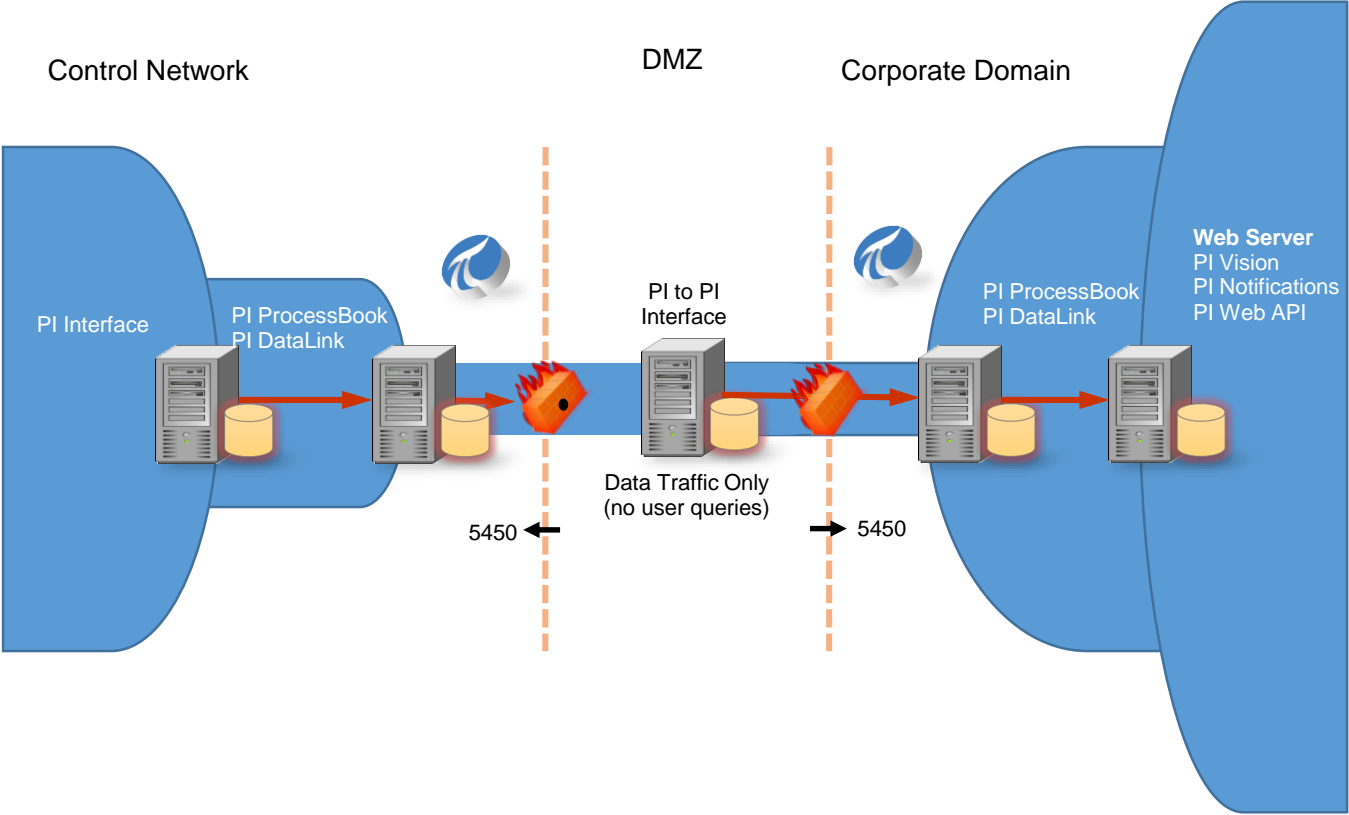 Control Network
DMZ
Corporate Domain
PI Interface
PI ProcessBook
PI DataLink
PI to PI
Interface
Data Traffic Only
(no user queries)
5450
5450
PI ProcessBook
PI DataLink
Web Server
PI Vision
PI Notifications
PI Web API